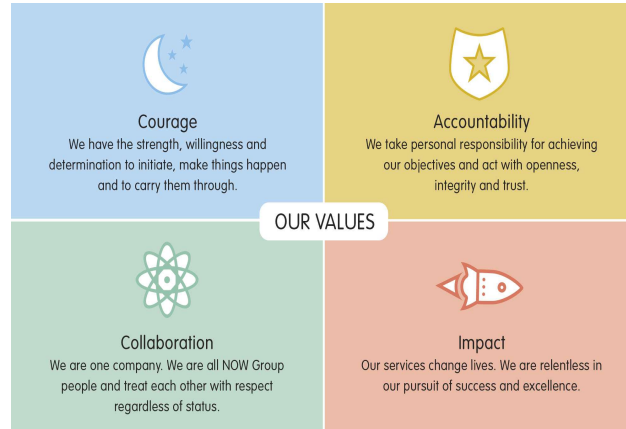 Courage
We have the strength, willingness and
determination to initiate, make things happen
and to carry them through.
Accountability
We take personal responsibility for achieving
our objectives and act with openness,
integrity and trust.
OUR VALUES
Collaboration
We are one company. We are all NOW Group
people and treat each other with respect
regardless of status.
Impact
Our services change lives. We are relentless in
our pursuit of success and excellence.